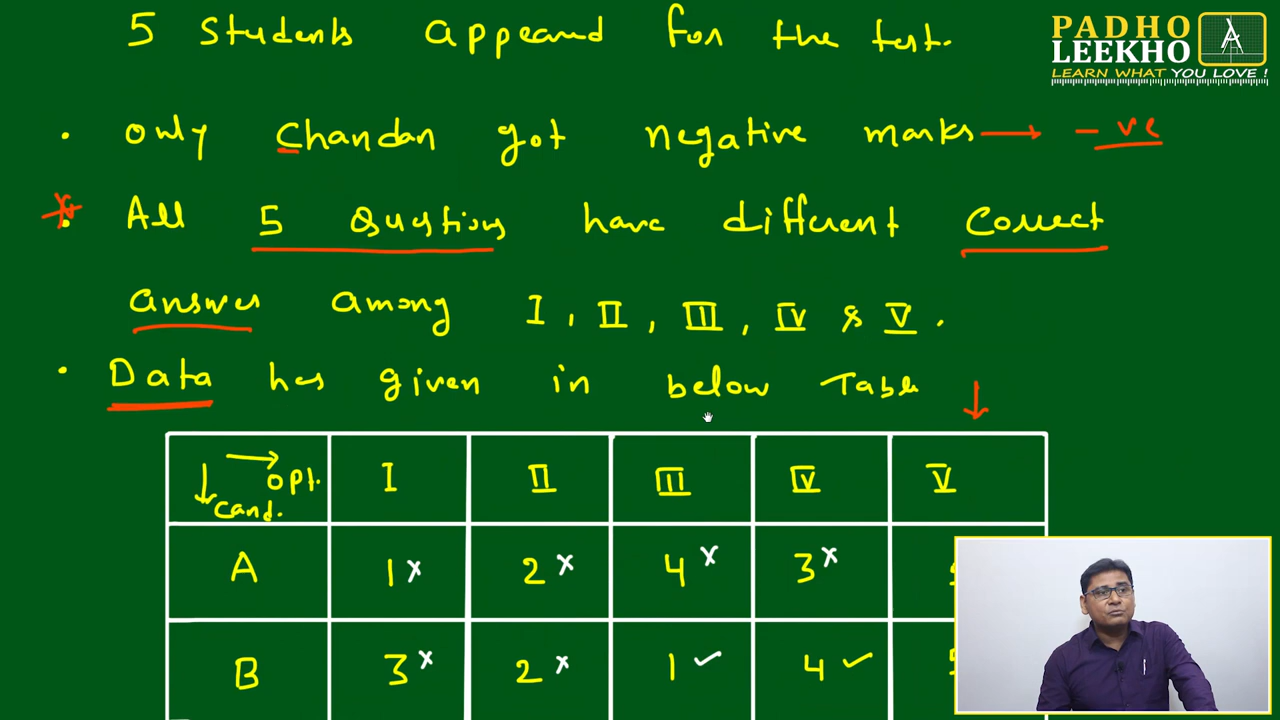 5 Students appeared for the test.
PADHO
LEEKHO
LEARN WHAT YOU LOVE !
• only Chandan got negative marks → - ve
• All 5 Questions have different Correct
answer among I, II, III, IV & V.
• Data has given in below Table ↓
↓ → opt. I II III IV V
Cand.
A 1 x 2 x 4 x 3 x
B 3 x 2 x 1 ✓ 4 ✓